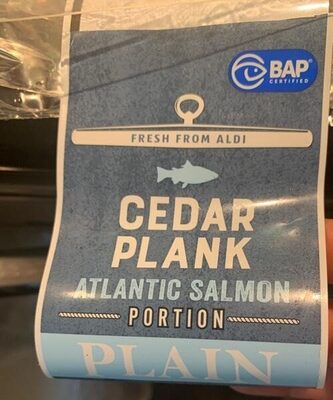 BAP
CERTIFIED
FRESH FROM ALDI
CEDAR
PLANK
ATLANTIC SALMON
PORTION
PLAIN